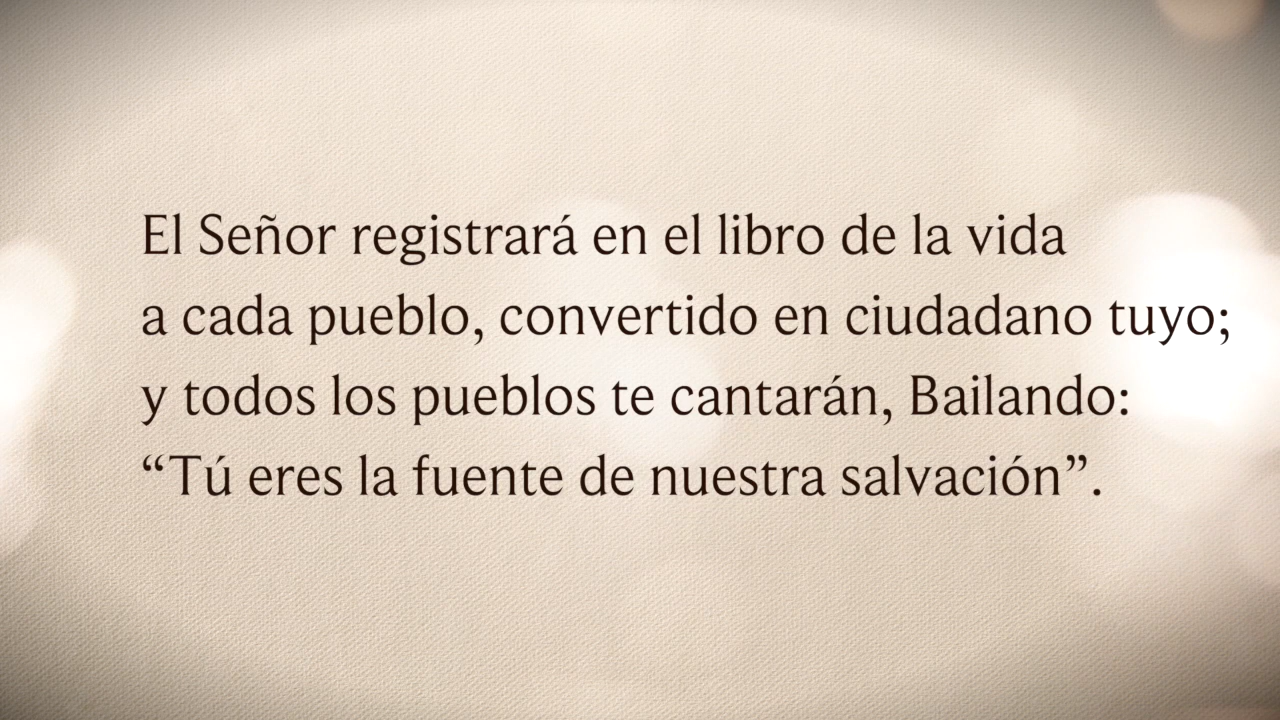 El Señor registrará en el libro de la vida
a cada pueblo, convertido en ciudadano tuyo;
y todos los pueblos te cantarán, Bailando:
“Tú eres la fuente de nuestra salvación”.